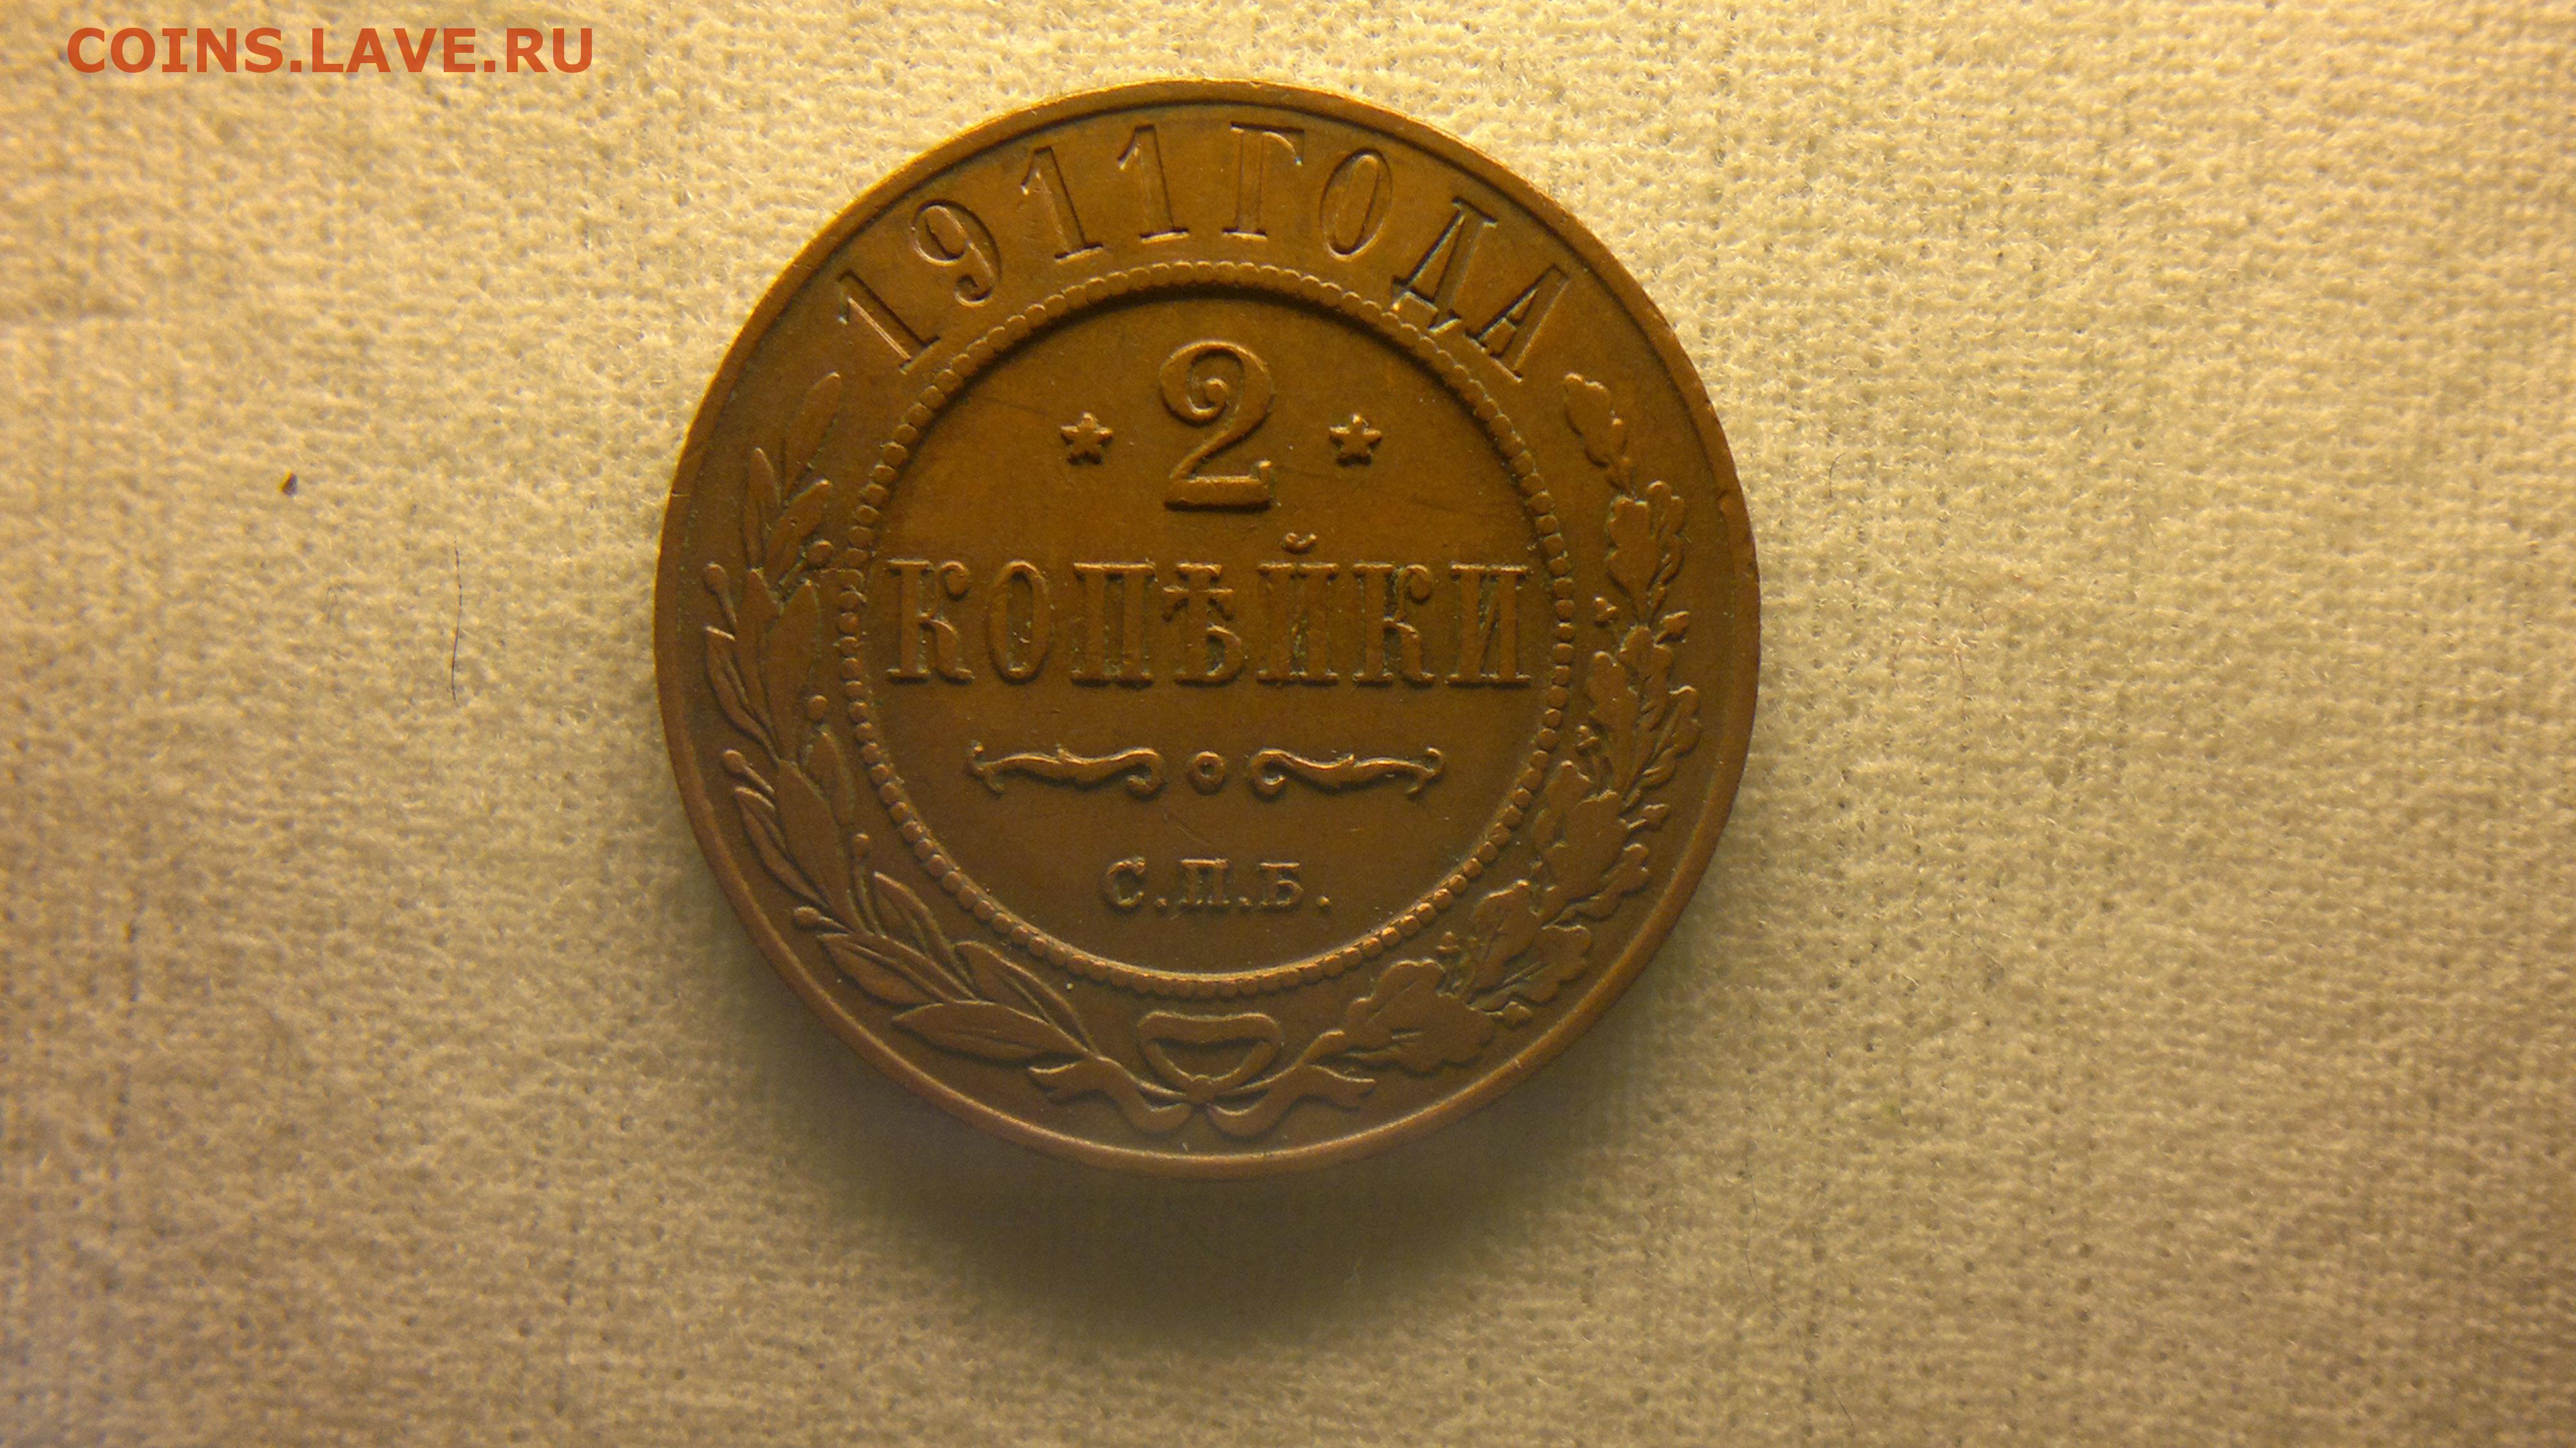 COINS.LAVE.RU
1911 ГОДА
2
КОПѢЙКИ
С.П.Б.